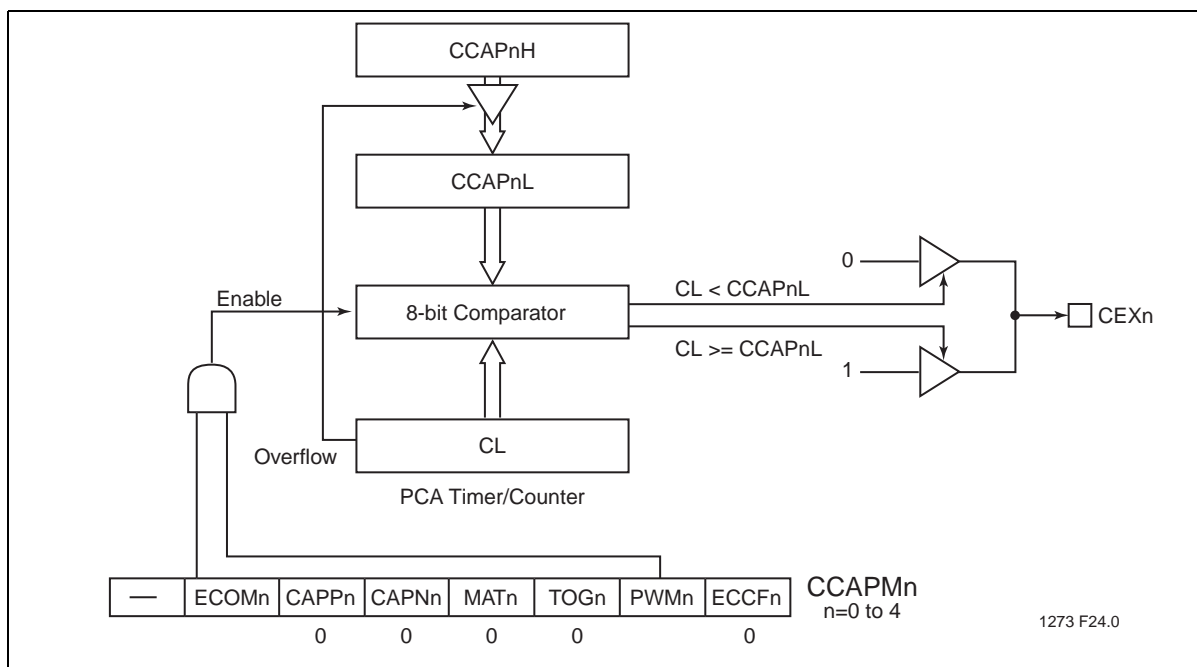 CCAPnH
CCAPnL
0
CL < CCAPnL
Enable
8-bit Comparator
CEXn
CL >= CCAPnL
1
Overflow
CL
PCA Timer/Counter
— ECOMn CAPPn CAPNn MATn TOGn PWMn ECCFn CCAPMn
n=0 to 4
0 0 0 0 0
1273 F24.0